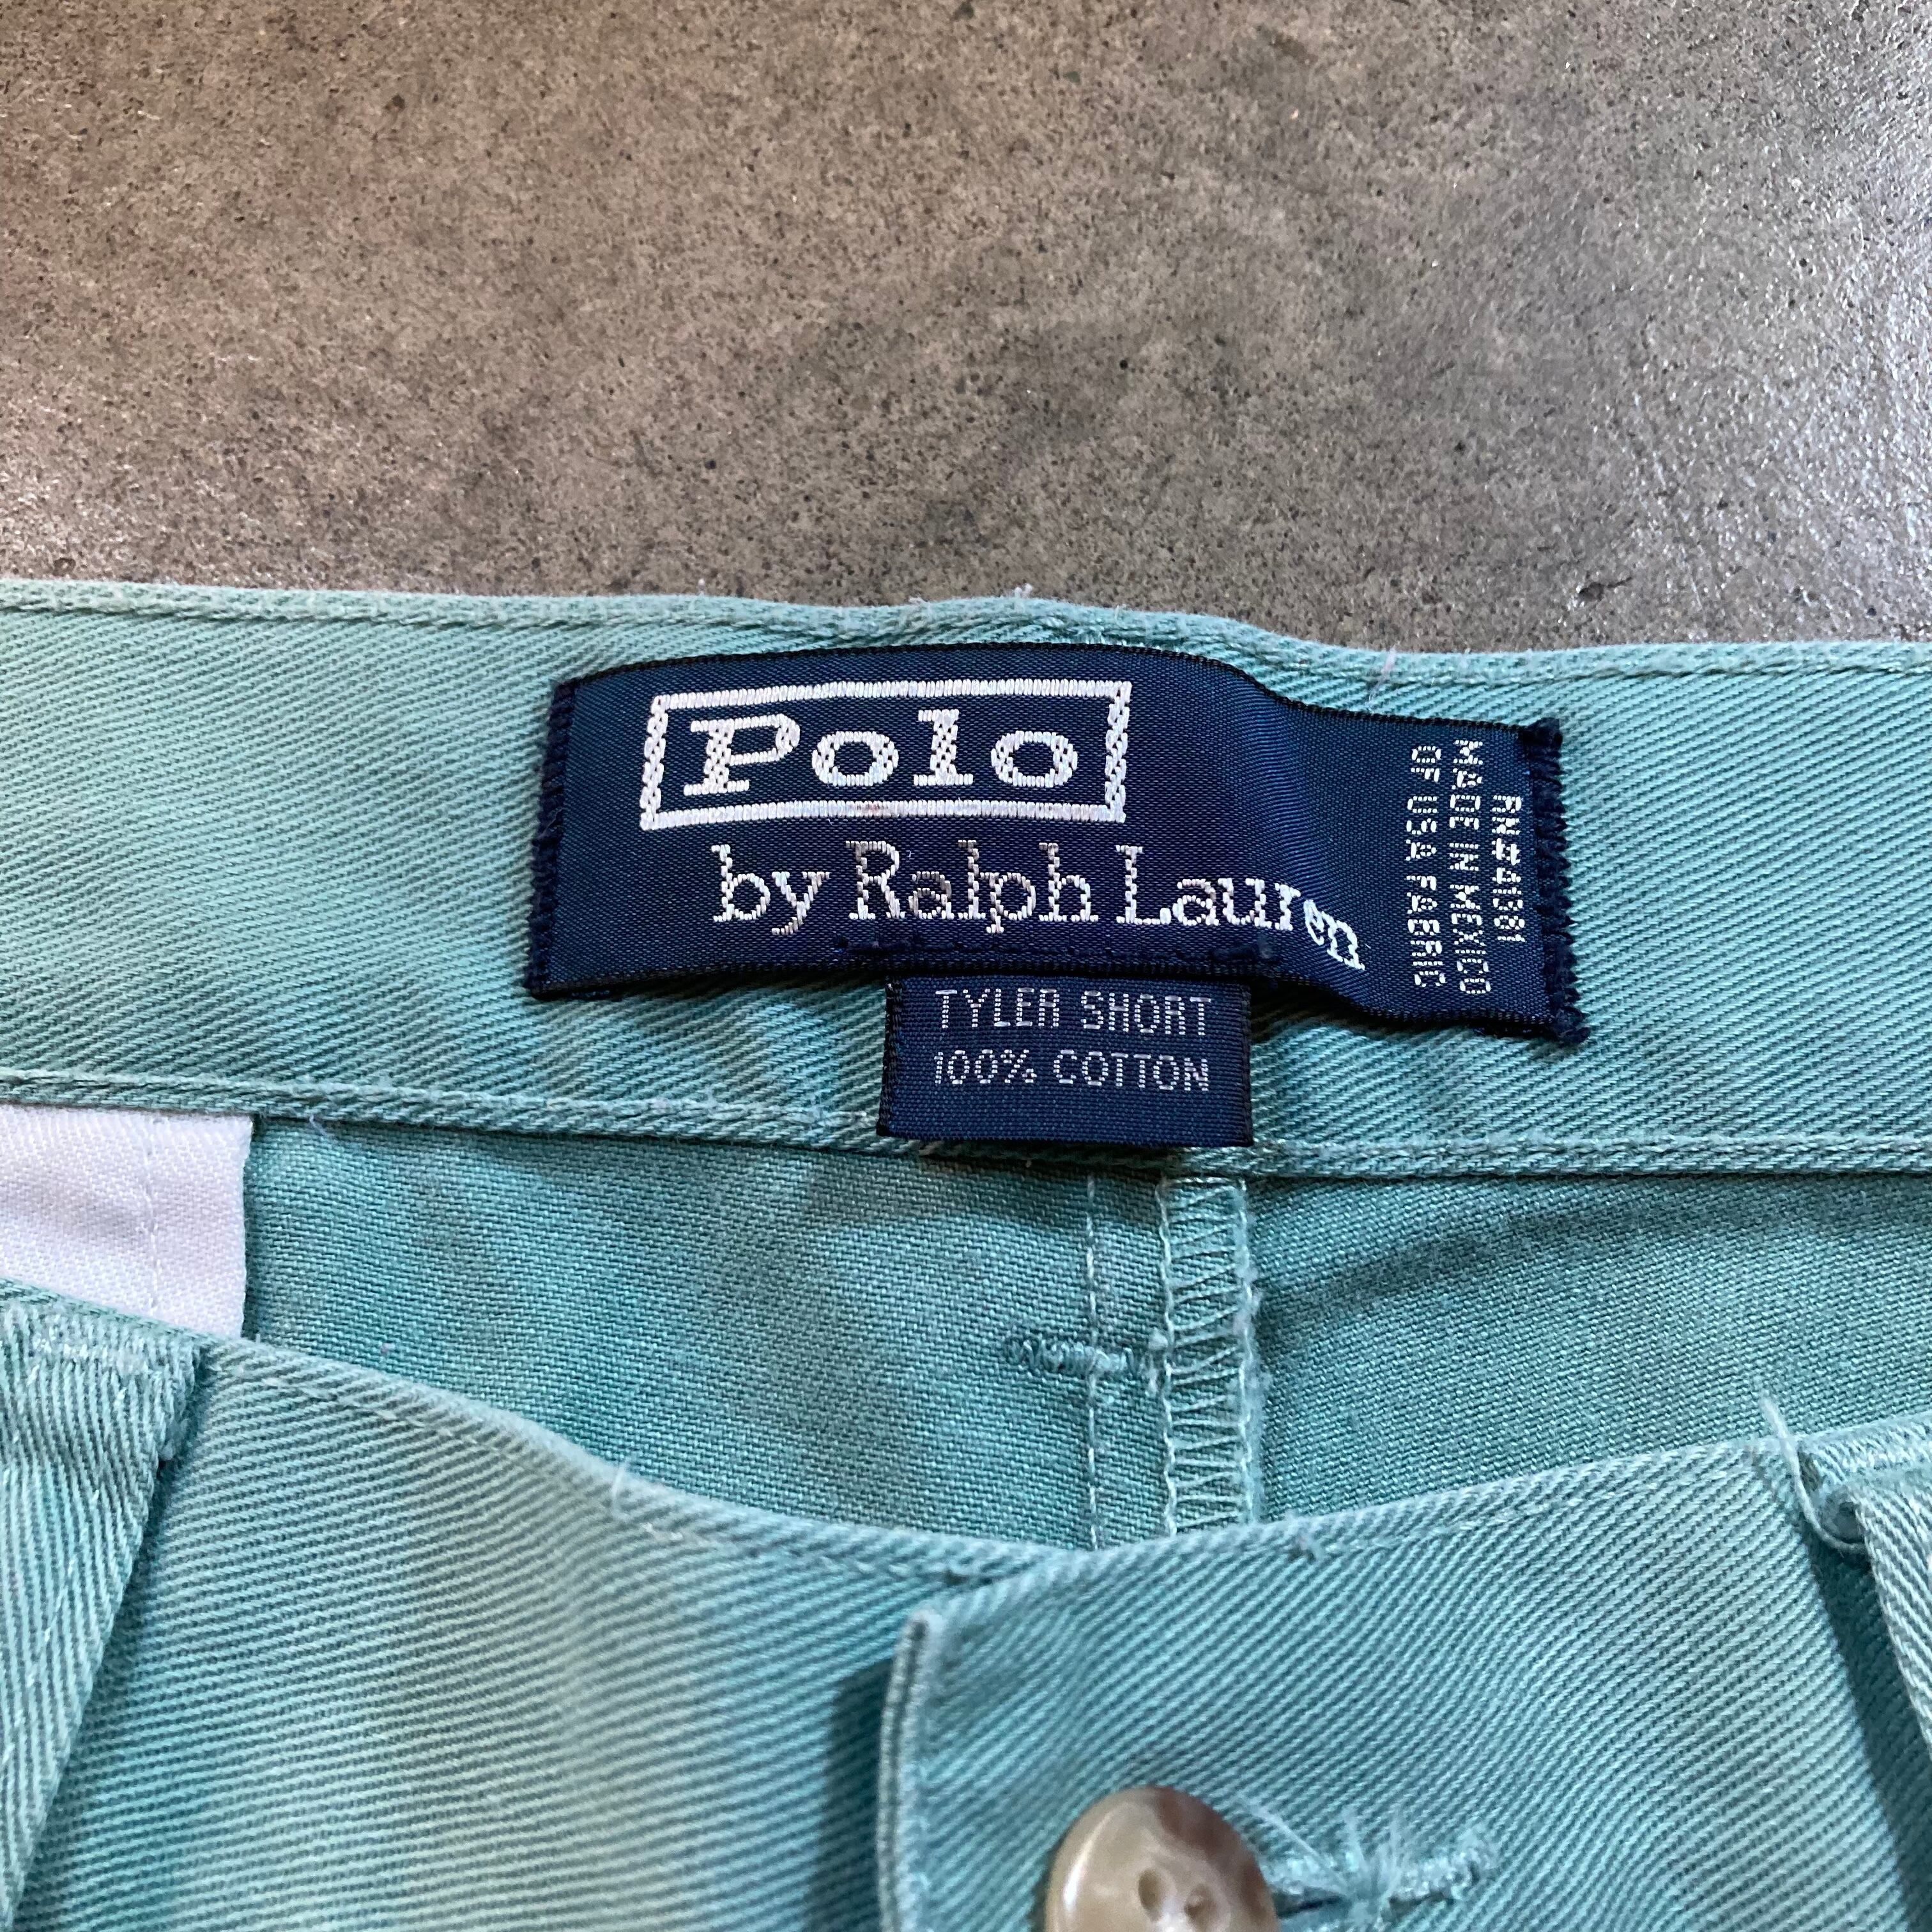 Polo
by Ralph Lauren
RN#41381
MADE IN MEXICO
OF USA FABRIC
TYLER SHORT
100% COTTON